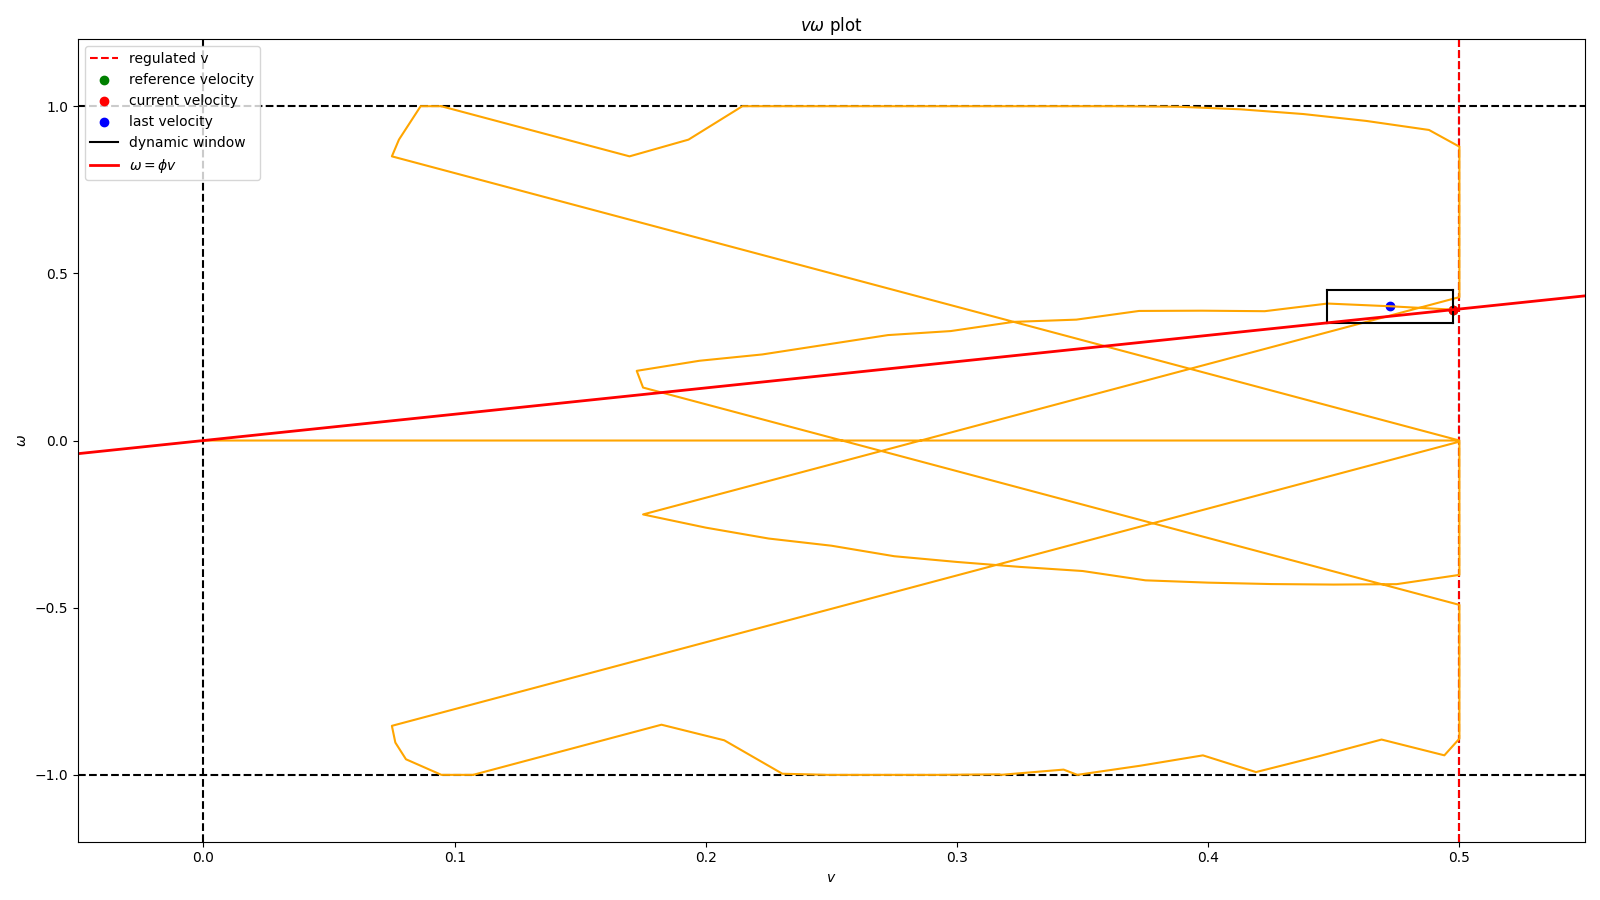 vω plot
regulated v
reference velocity
current velocity
last velocity
dynamic window
ω = ϕv
1.0
0.5
0.0
−0.5
−1.0
ω
0.0 0.1 0.2 0.3 0.4 0.5
v